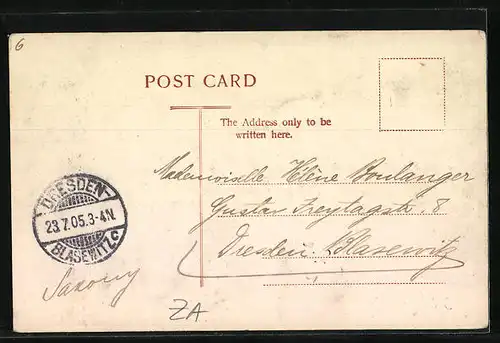 6
POST CARD
The Address only to be
written here.
Mademoiselle Hélène Boulanger
Gustav Freytagstr. 8
Dresden Blasewitz
DRESDEN
23.7.05.3-4N.
BLASEWITZ c
Saxony
ZA